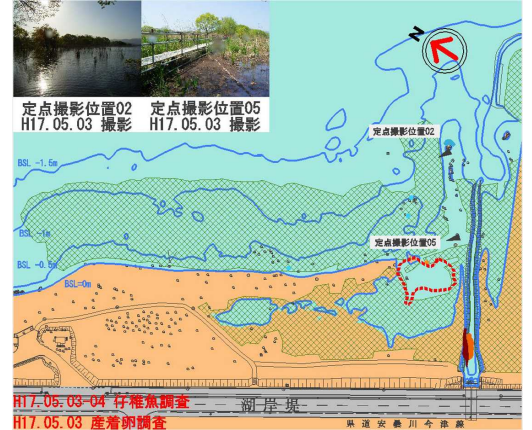 定点撮影位置02
H17.05.03 撮影
定点撮影位置05
H17.05.03 撮影
N
定点撮影位置02
BSL -1.5m
BSL -1m
定点撮影位置05
BSL -0.5m
BSL=0m
H17.05.03-04 仔稚魚調査
湖岸堤
H17.05.03 産着卵調査
県道安曇川今津線